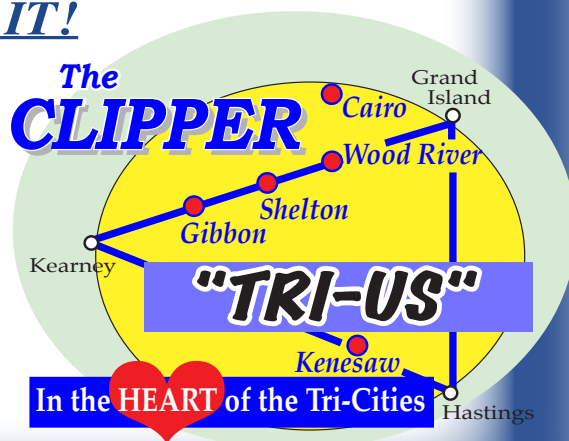 IT!
The
CLIPPER
Grand
Island
Cairo
Wood River
Shelton
Gibbon
Kearney
"TRI-US"
Kenesaw
In the HEART of the Tri-Cities
Hastings